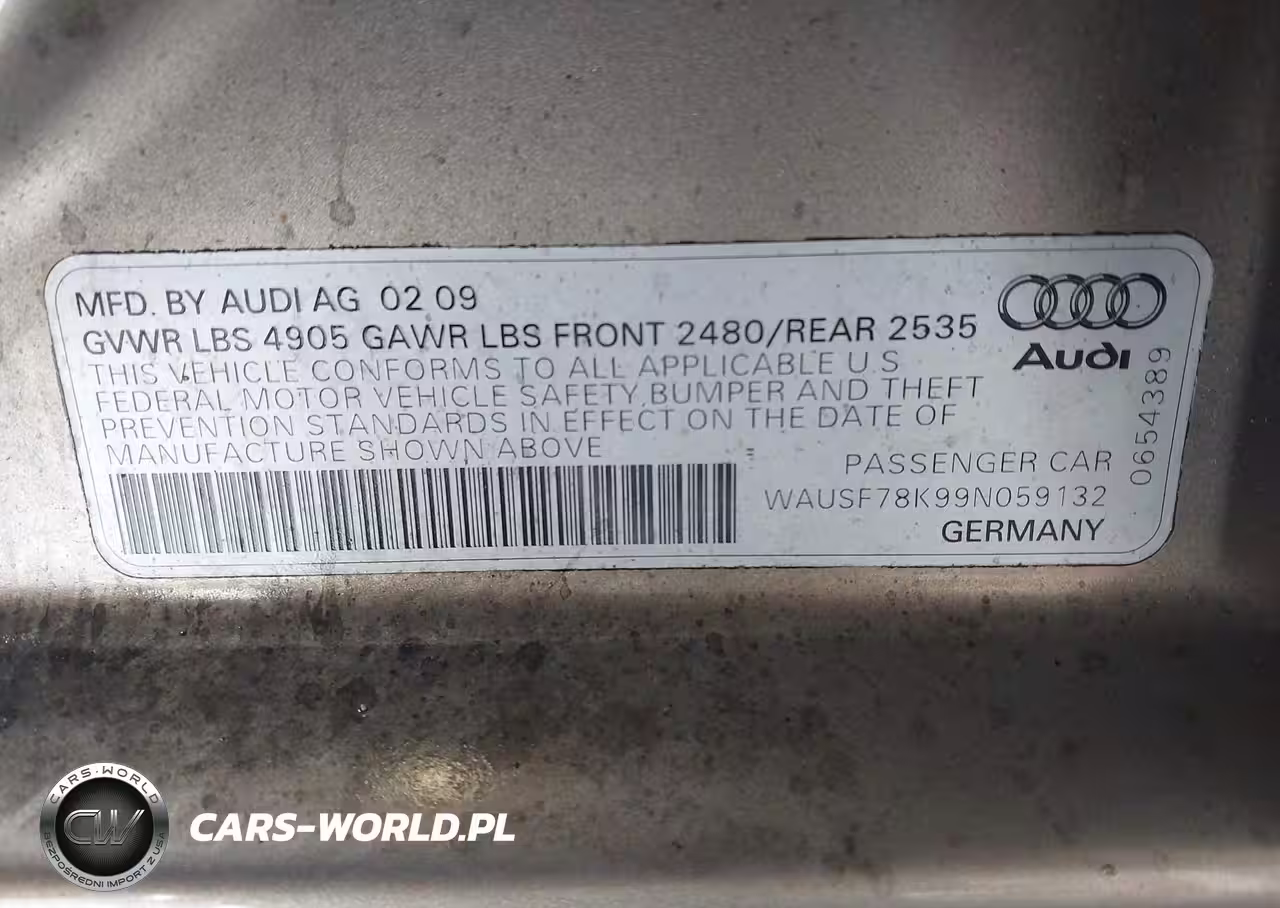 MFD. BY AUDI AG 02 09
GVWR LBS 4905 GAWR LBS FRONT 2480/REAR 2535
THIS VEHICLE CONFORMS TO ALL APPLICABLE U.S
FEDERAL MOTOR VEHICLE SAFETY, BUMPER AND THEFT
PREVENTION STANDARDS IN EFFECT ON THE DATE OF
MANUFACTURE SHOWN ABOVE
Audi
0654389
PASSENGER CAR
WAUSF78K99N059132
GERMANY
CARS-WORLD
CW
BEZPOŚREDNI IMPORT Z USA
CARS-WORLD.PL